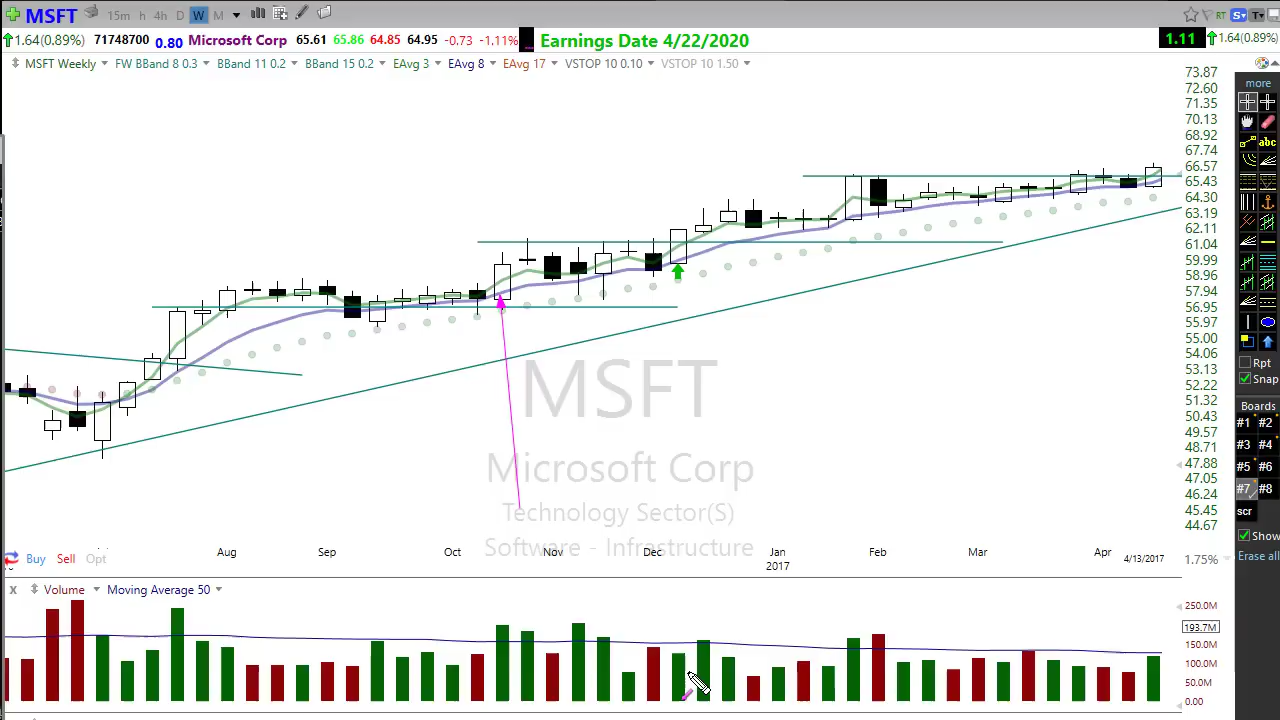 MSFT 15m h 4h D W M RT S T
1.64(0.89%) 71748700 0.80 Microsoft Corp 65.61 65.86 64.85 64.95 -0.73 -1.11% Earnings Date 4/22/2020 1.11 1.64(0.89%)
MSFT Weekly FW BBand 8 0.3 BBand 11 0.2 BBand 15 0.2 EAvg 3 EAvg 8 EAvg 17 VSTOP 10 0.10 VSTOP 10 1.50
73.87
72.60
71.35
70.13
68.92
67.74
66.57
65.43
64.30
63.19
62.11
61.04
59.99
58.96
57.94
56.95
55.97
55.00
54.06
53.13
52.22
51.32
50.43
49.57
48.71
47.88
47.05
46.24
45.45
44.67
more
abc
Rpt
Snap
Boards
#1 #2
#3 #4
#5 #6
#7 #8
scr
Show
Erase all
MSFT
Microsoft Corp
Technology Sector(S)
Software - Infrastructure
Aug Sep Oct Nov Dec Jan Feb Mar Apr 4/13/2017
2017
Buy Sell Opt 1.75%
X Volume Moving Average 50
250.0M
193.7M
150.0M
100.0M
50.0M
0.00